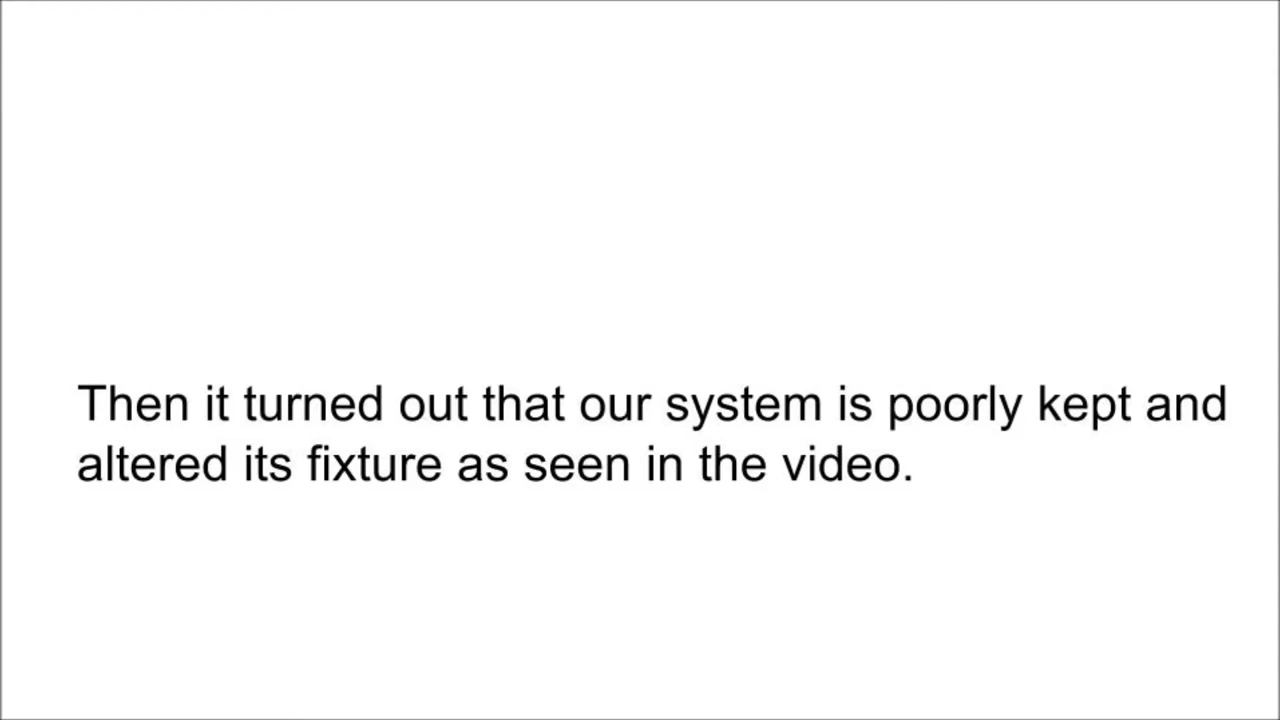 Then it turned out that our system is poorly kept and
altered its fixture as seen in the video.